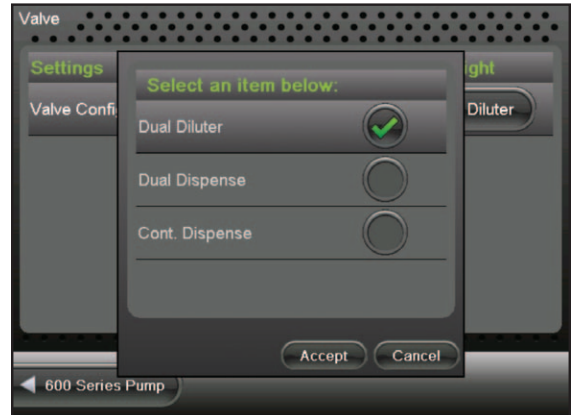 Valve
Settings
ight
Select an item below:
Valve Confi
Diluter
Dual Diluter
Dual Dispense
Cont. Dispense
Accept
Cancel
600 Series Pump